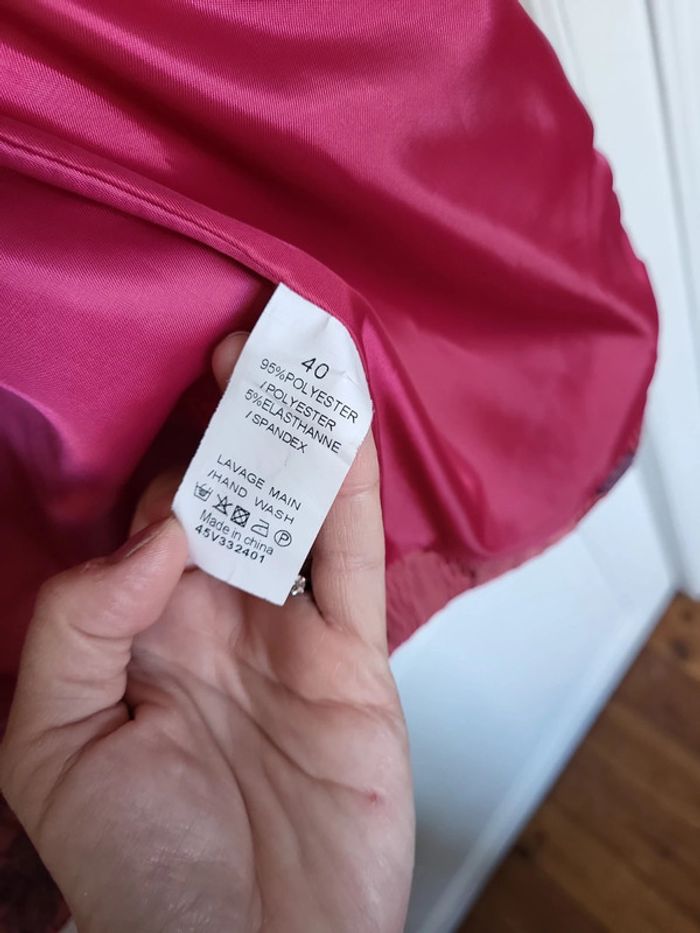 40
95%POLYESTER
/POLYESTER
5%ELASTHANNE
/SPANDEX
LAVAGE MAIN
/HAND WASH
P
Made in china
45V332401